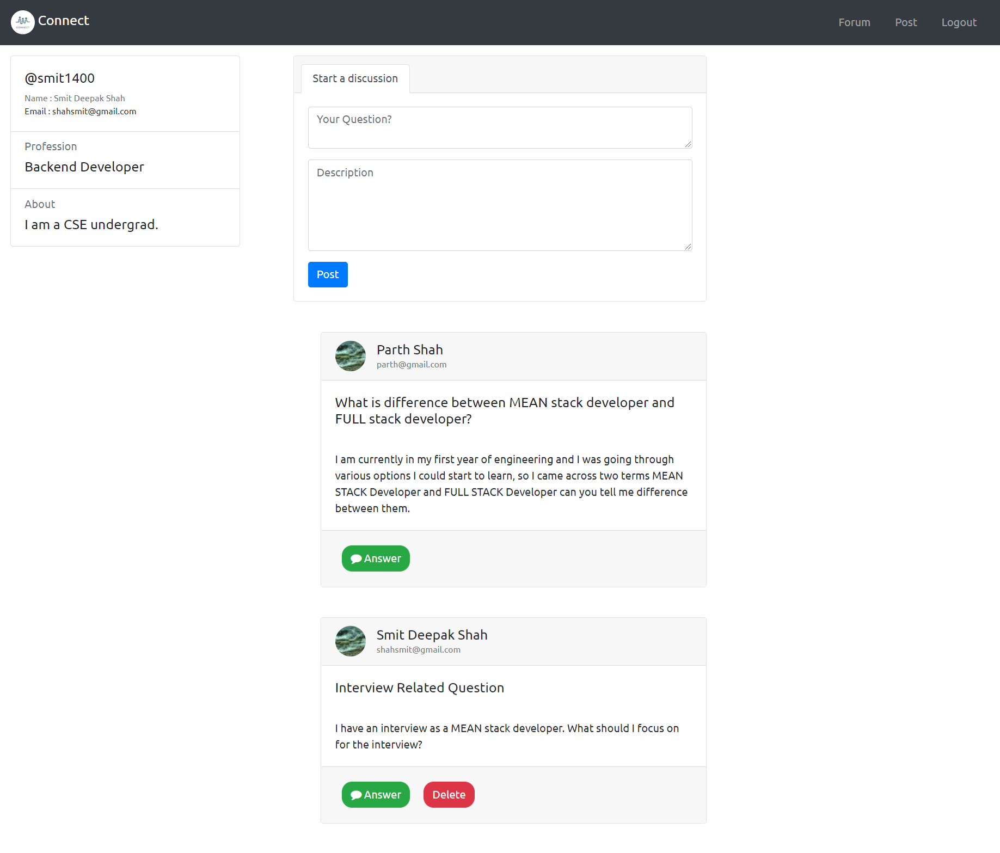 Connect
Forum Post Logout
@smit1400
Name : Smit Deepak Shah
Email : shahsmit@gmail.com
Profession
Backend Developer
About
I am a CSE undergrad.
Start a discussion
Your Question?
Description
Post
Parth Shah
parth@gmail.com
What is difference between MEAN stack developer and
FULL stack developer?
I am currently in my first year of engineering and I was going through
various options I could start to learn, so I came across two terms MEAN
STACK Developer and FULL STACK Developer can you tell me difference
between them.
Answer
Smit Deepak Shah
shahsmit@gmail.com
Interview Related Question
I have an interview as a MEAN stack developer. What should I focus on
for the interview?
Answer Delete